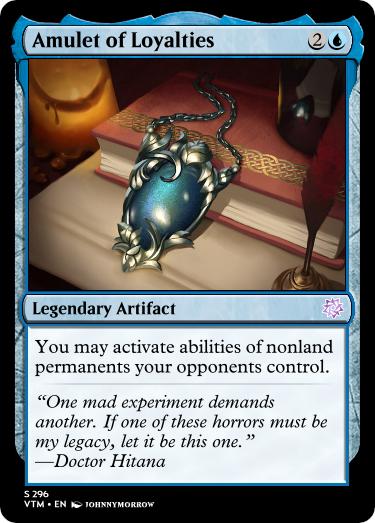 Amulet of Loyalties 2
Legendary Artifact
You may activate abilities of nonland
permanents your opponents control.
“One mad experiment demands
another. If one of these horrors must be
my legacy, let it be this one.”
—Doctor Hitana
S 296
VTM • EN JOHNNYMORROW